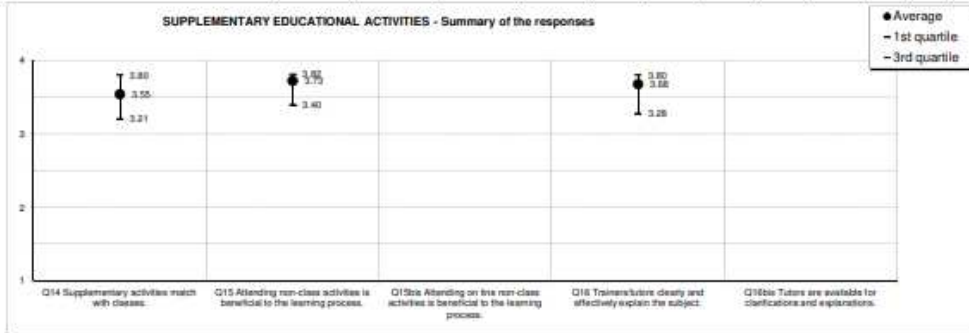 SUPPLEMENTARY EDUCATIONAL ACTIVITIES - Summary of the responses
Average
1st quartile
3rd quartile
4
3
2
1
3.80
3.55
3.21
3.82
3.73
3.40
3.80
3.68
3.28
Q14 Supplementary activities match
with classes.
Q15 Attending non-class activities is
beneficial to the learning process.
Q15bis Attending on line non-class
activities is beneficial to the learning
process.
Q16 Trainers/tutors clearly and
effectively explain the subject.
Q16bis Tutors are available for
clarifications and explanations.